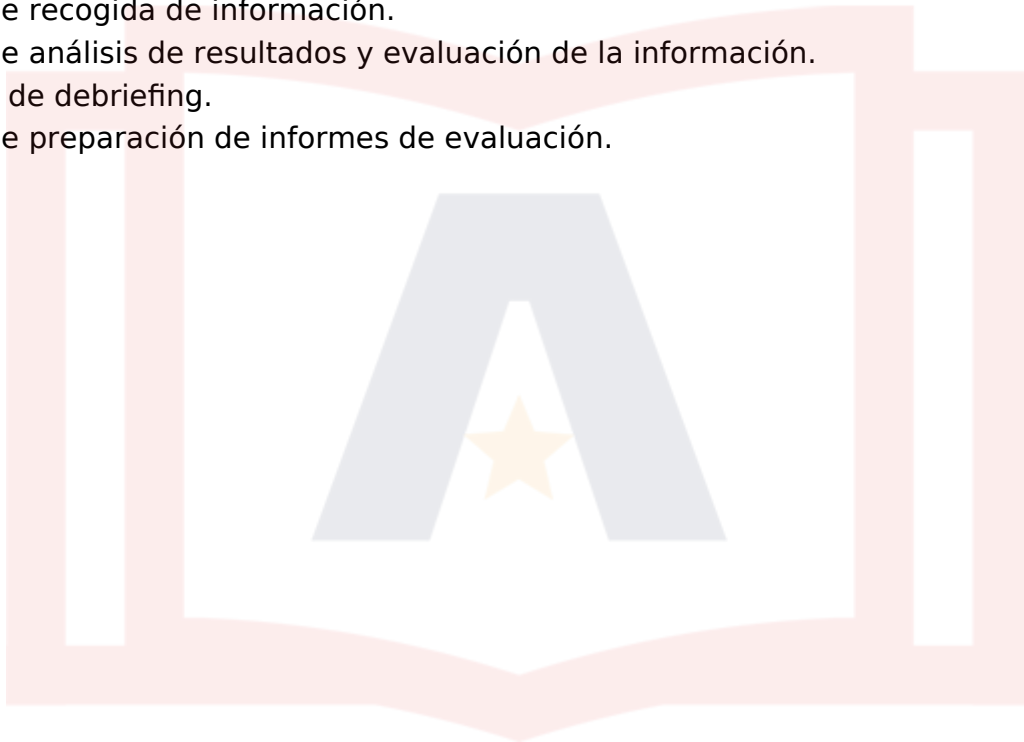 e recogida de información.
e análisis de resultados y evaluación de la información.
de debriefing.
e preparación de informes de evaluación.